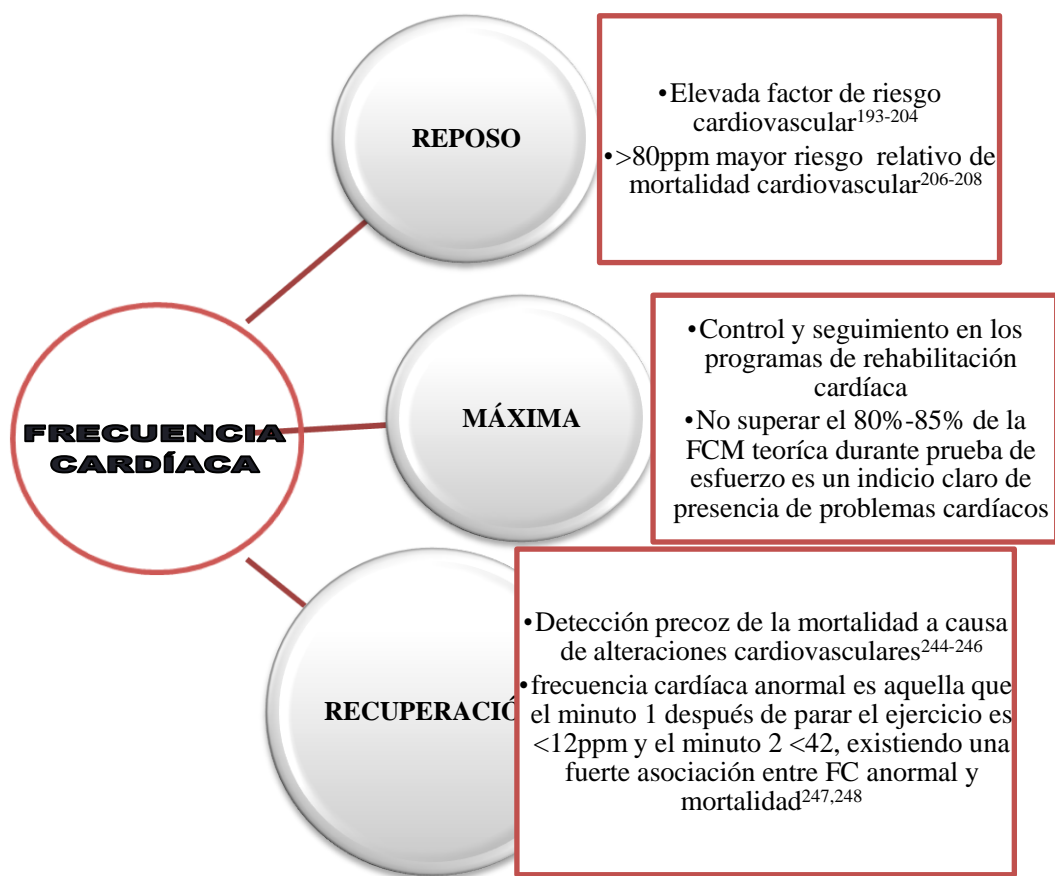 REPOSO
•Elevada factor de riesgo
cardiovascular193-204
•>80ppm mayor riesgo relativo de
mortalidad cardiovascular206-208
FRECUENCIA
CARDÍACA
MÁXIMA
•Control y seguimiento en los
programas de rehabilitación
cardíaca
•No superar el 80%-85% de la
FCM teoríca durante prueba de
esfuerzo es un indicio claro de
presencia de problemas cardíacos
RECUPERACIÓ
•Detección precoz de la mortalidad a causa
de alteraciones cardiovasculares244-246
•frecuencia cardíaca anormal es aquella que
el minuto 1 después de parar el ejercicio es
<12ppm y el minuto 2 <42, existiendo una
fuerte asociación entre FC anormal y
mortalidad247,248